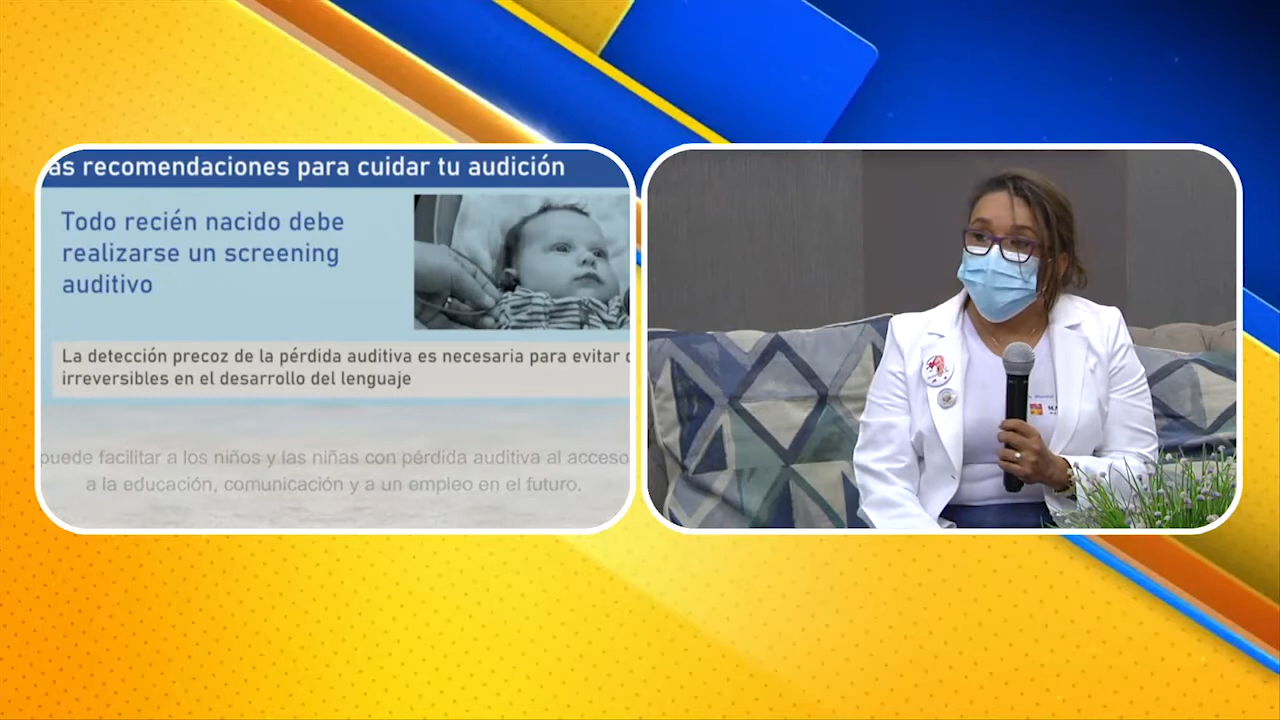 as recomendaciones para cuidar tu audición
Todo recién nacido debe
realizarse un screening
auditivo
La detección precoz de la pérdida auditiva es necesaria para evitar
irreversibles en el desarrollo del lenguaje
puede facilitar a los niños y las niñas con pérdida auditiva al acceso
a la educación, comunicación y a un empleo en el futuro.